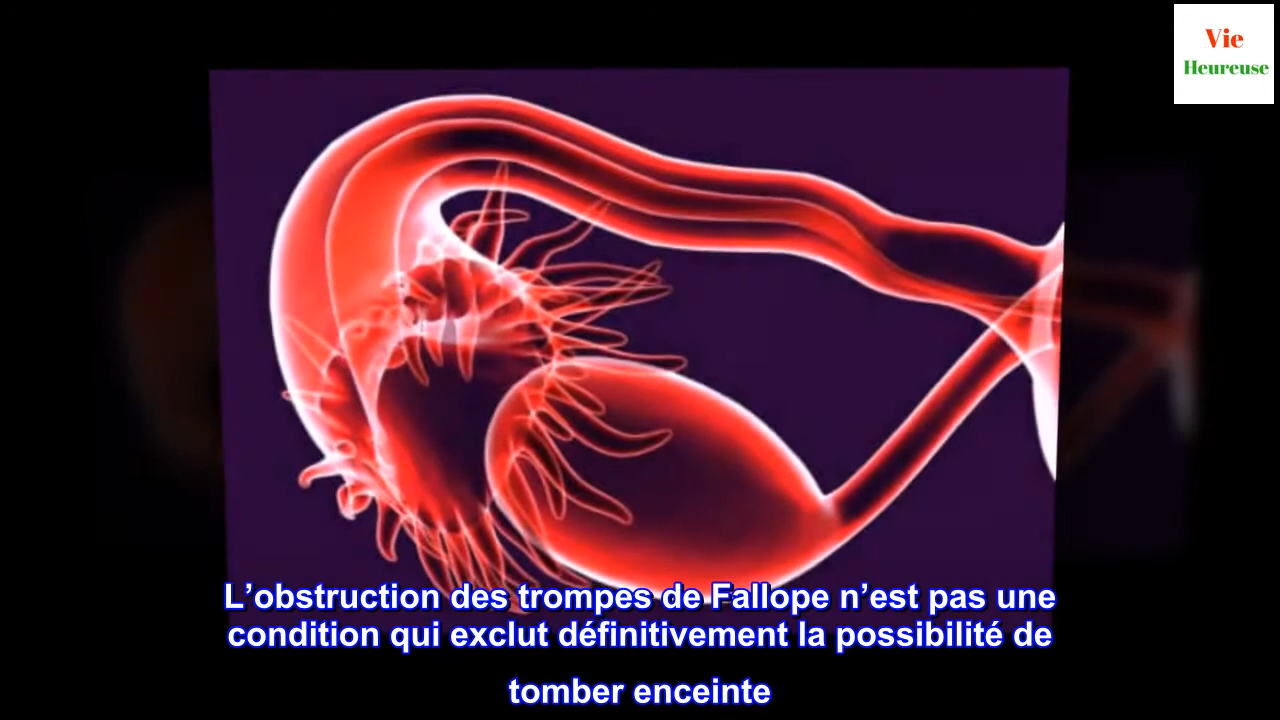 Vie
Heureuse
L’obstruction des trompes de Fallope n’est pas une
condition qui exclut définitivement la possibilité de
tomber enceinte